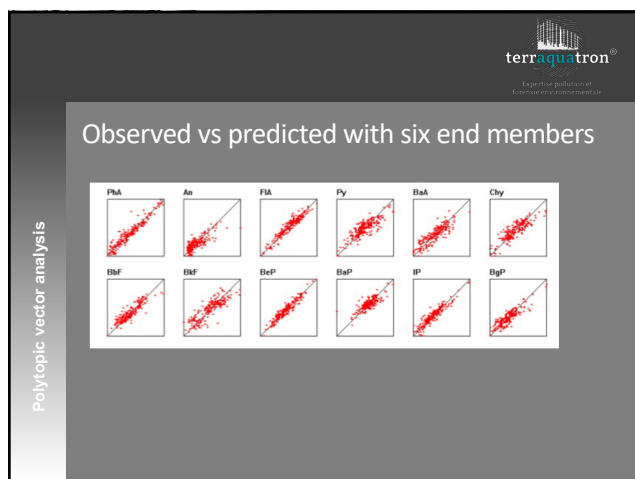 terraquatron®
Expertise pollution et
forensie environnementale
Observed vs predicted with six end members
PhA An FlA Py BaA Chy
BbF BkF BeP BaP IP BgP
Polytopic vector analysis